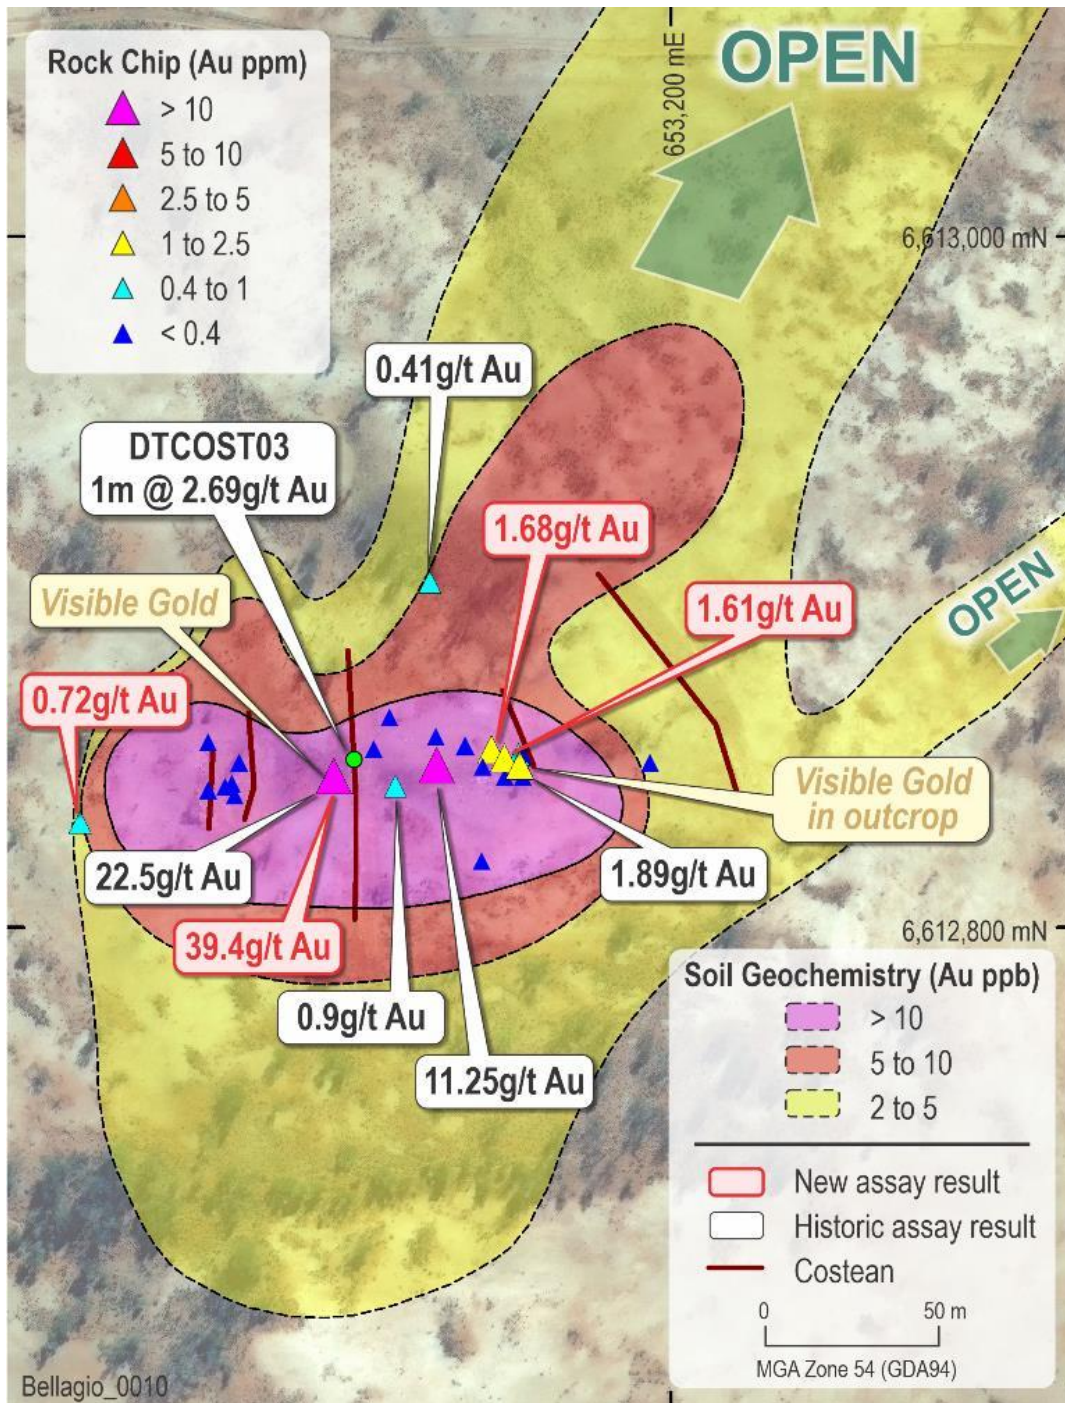 Rock Chip (Au ppm)
> 10
5 to 10
2.5 to 5
1 to 2.5
0.4 to 1
< 0.4
OPEN
653,200 mE
6,613,000 mN
0.41g/t Au
DTCOST03
1m @ 2.69g/t Au
1.68g/t Au
Visible Gold
1.61g/t Au
OPEN
0.72g/t Au
Visible Gold
in outcrop
22.5g/t Au
1.89g/t Au
39.4g/t Au
6,612,800 mN
0.9g/t Au
11.25g/t Au
Soil Geochemistry (Au ppb)
> 10
5 to 10
2 to 5
New assay result
Historic assay result
Costean
0 50 m
MGA Zone 54 (GDA94)
Bellagio_0010